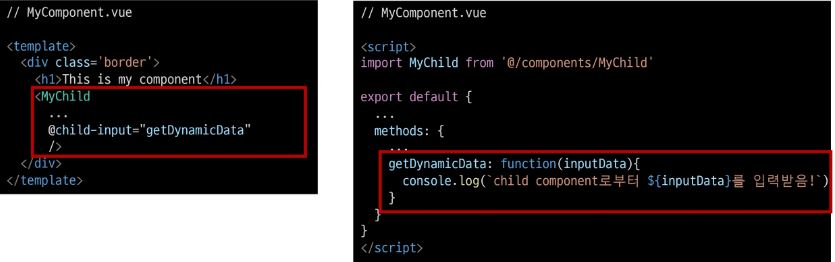 // MyComponent.vue
<template>
<div class='border'>
<h1>This is my component</h1>
<MyChild
...
@child-input="getDynamicData"
/>
</div>
</template>
// MyComponent.vue
<script>
import MyChild from '@/components/MyChild'
export default {
...
methods: {
...
getDynamicData: function(inputData){
console.log(`child component로부터 ${inputData}를 입력받음!`)
}
}
}
</script>